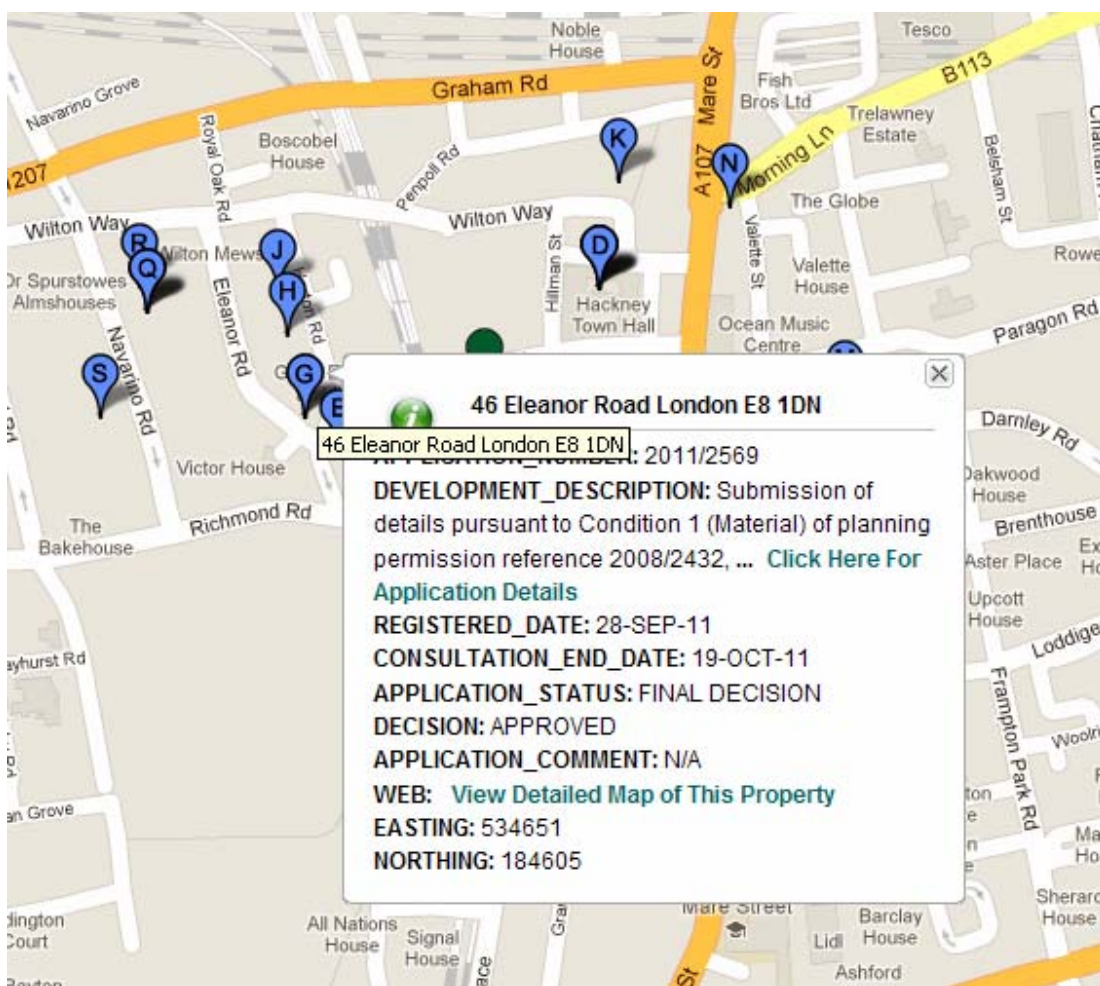 Noble
House
Tesco
B113
Graham Rd
A107 Mare St
Fish
Bros Ltd
Navarino Grove
Royal Oak Rd
Boscobel
House
Trelawney
Estate
Belsham St
K
N
Morning Ln
Penpoll Rd
The Globe
Wilton Way
Wilton Way
R
Wilton Mews
J
D
Hillman St
Valette St
Q
H
Dr Spurstowes
Almshouses
Eleanor Rd
Valette
House
Hackney
Town Hall
Paragon Rd
Ocean Music
Centre
Navarino Rd
S
G
E
46 Eleanor Road London E8 1DN
46 Eleanor Road London E8 1DN
Darnley Rd
APPLICATION_NUMBER: 2011/2569
DEVELOPMENT_DESCRIPTION: Submission of
details pursuant to Condition 1 (Material) of planning
permission reference 2008/2432, ... Click Here For
Application Details
REGISTERED_DATE: 28-SEP-11
CONSULTATION_END_DATE: 19-OCT-11
APPLICATION_STATUS: FINAL DECISION
DECISION: APPROVED
APPLICATION_COMMENT: N/A
WEB: View Detailed Map of This Property
EASTING: 534651
NORTHING: 184605
Victor House
Richmond Rd
The
Bakehouse
Oakwood
House
Brenthouse
Aster Place
Upcott
House
Loddige
Frampton Park Rd
Mare Street
All Nations
House
Signal
House
Barclay
House
Lidl
Ashford
Sherard
House